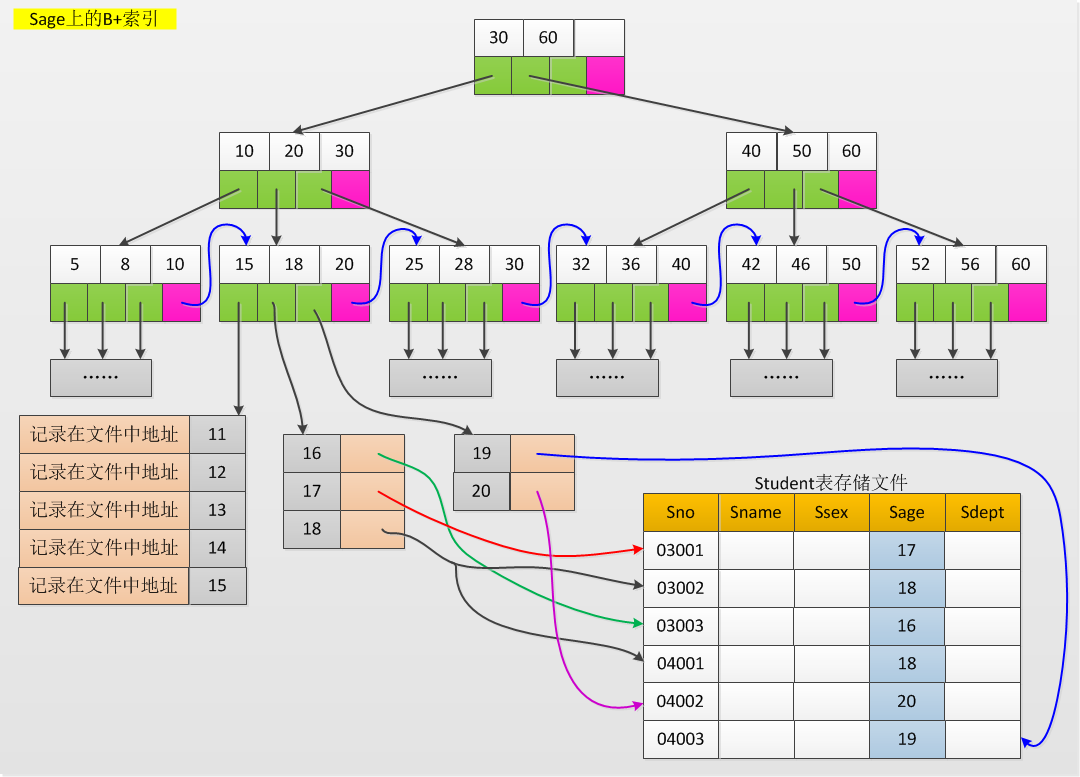 Sage上的B+索引
30 60
10 20 30
40 50 60
5 8 10
15 18 20
25 28 30
32 36 40
42 46 50
52 56 60
……
……
……
……
……
记录在文件中地址 11
记录在文件中地址 12
记录在文件中地址 13
记录在文件中地址 14
记录在文件中地址 15
16
17
18
19
20
Student表存储文件
Sno Sname Ssex Sage Sdept
03001 17
03002 18
03003 16
04001 18
04002 20
04003 19